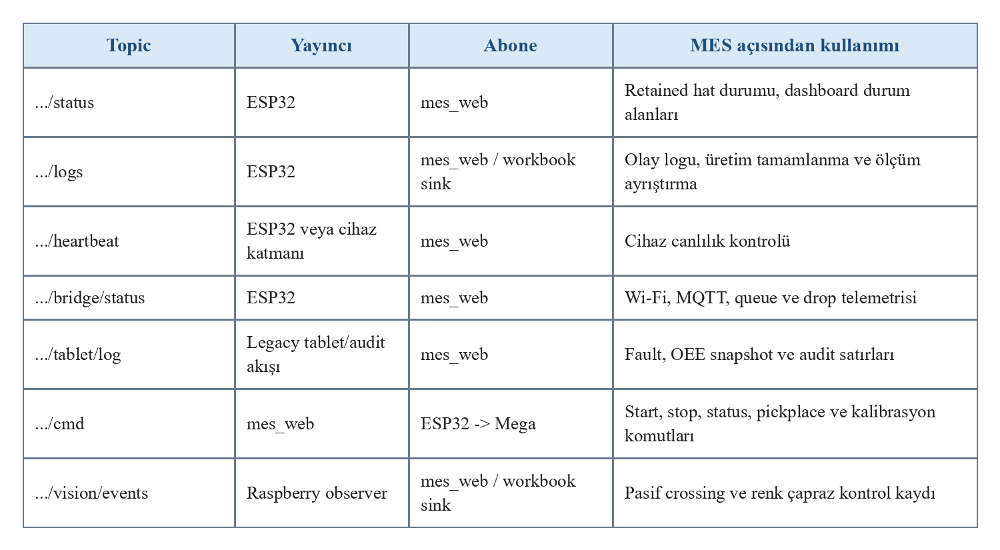 Topic
Yayıncı
Abone
MES açısından kullanımı
.../status
ESP32
mes_web
Retained hat durumu, dashboard durum
alanları
.../logs
ESP32
mes_web / workbook
sink
Olay logu, üretim tamamlanma ve ölçüm
ayrıştırma
.../heartbeat
ESP32 veya cihaz
katmanı
mes_web
Cihaz canlılık kontrolü
.../bridge/status
ESP32
mes_web
Wi-Fi, MQTT, queue ve drop telemetrisi
.../tablet/log
Legacy tablet/audit
akışı
mes_web
Fault, OEE snapshot ve audit satırları
.../cmd
mes_web
ESP32 -> Mega
Start, stop, status, pickplace ve kalibrasyon
komutları
.../vision/events
Raspberry observer
mes_web / workbook
sink
Pasif crossing ve renk çapraz kontrol kaydı